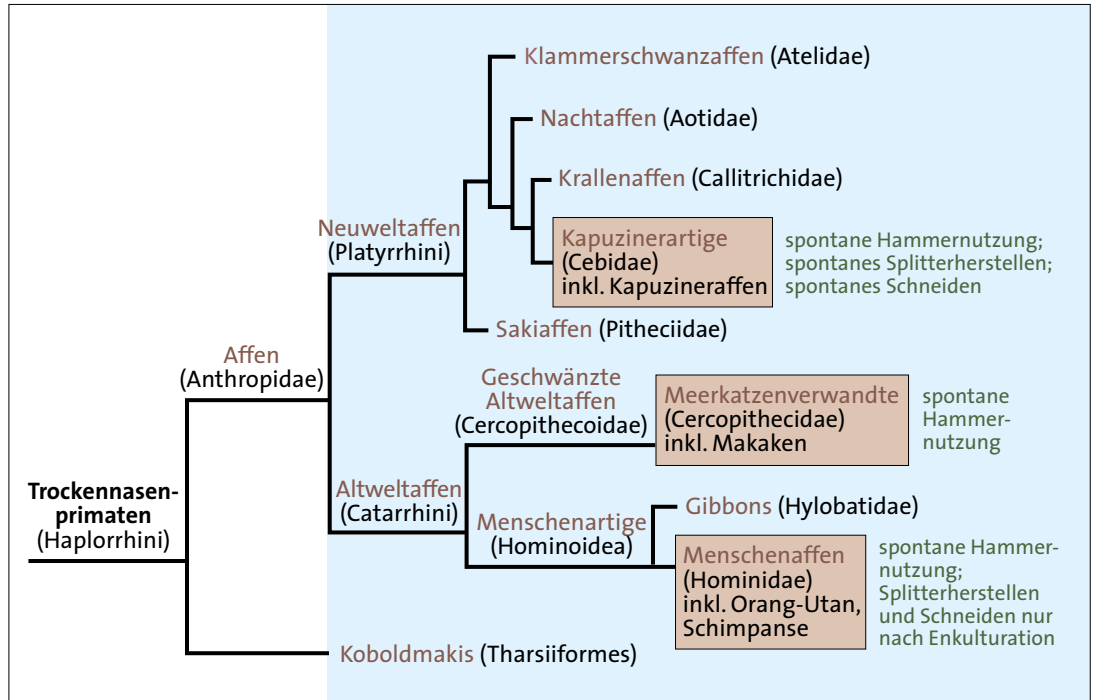 Klammerschwanzaffen (Atelidae)
Nachtaffen (Aotidae)
Krallenaffen (Callitrichidae)
Neuweltaffen
(Platyrrhini)
Kapuzinerartige
(Cebidae)
inkl. Kapuzineraffen
spontane Hammernutzung;
spontanes Splitterherstellen;
spontanes Schneiden
Sakiaffen (Pitheciidae)
Affen
(Anthropidae)
Geschwänzte
Altweltaffen
(Cercopithecoidae)
Meerkatzenverwandte
(Cercopithecidae)
inkl. Makaken
spontane
Hammer-
nutzung
Trockennasen-
primaten
(Haplorrhini)
Altweltaffen
(Catarrhini)
Menschenartige
(Hominoidea)
Gibbons (Hylobatidae)
Menschenaffen
(Hominidae)
inkl. Orang-Utan,
Schimpanse
spontane Hammer-
nutzung;
Splitterherstellen
und Schneiden nur
nach Enkulturation
Koboldmakis (Tharsiiformes)